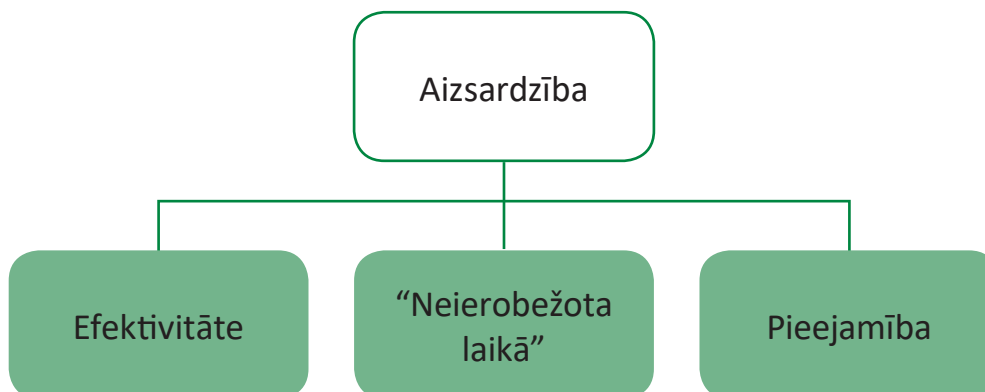 Aizsardzība
Efektivitāte
“Neierobežota
laikā”
Pieejamība